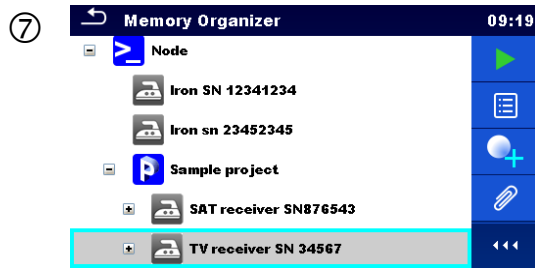 ⑦
Memory Organizer 09:19
Node
Iron SN 12341234
Iron sn 23452345
Sample project
SAT receiver SN876543
TV receiver SN 34567